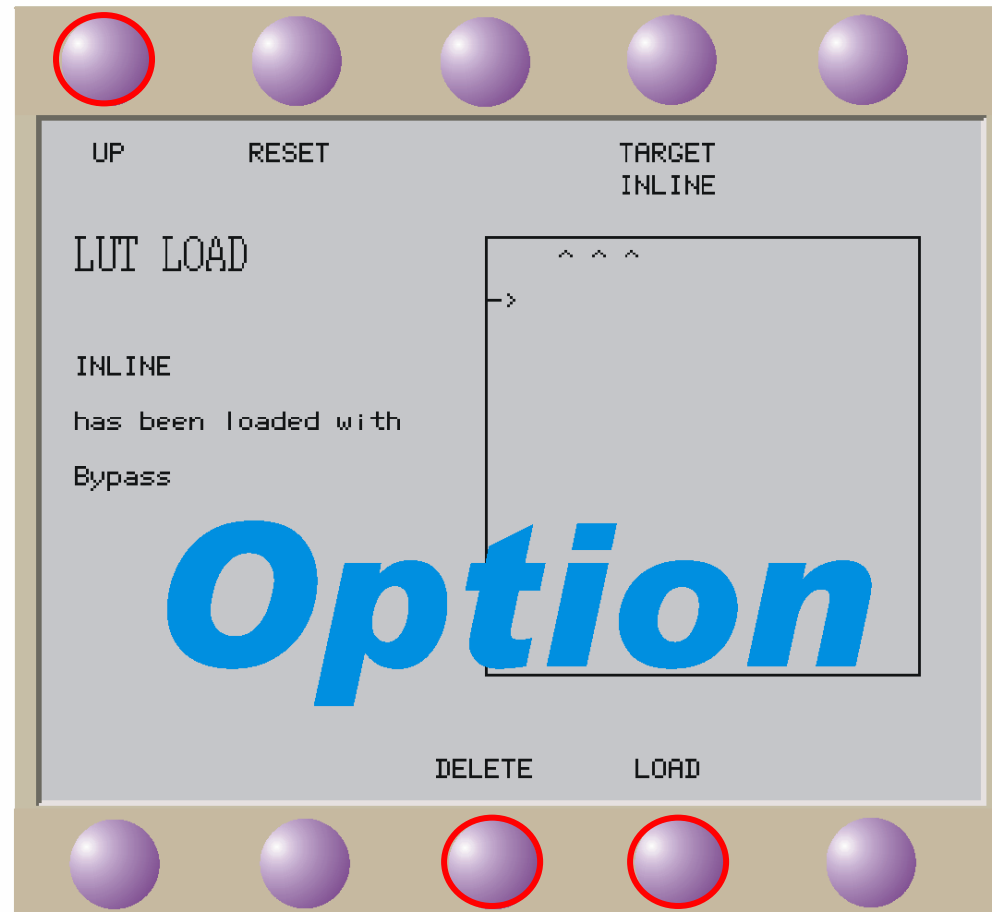 UP RESET TARGET
INLINE
LUT LOAD
^ ^ ^
->
INLINE
has been loaded with
Bypass
Option
DELETE LOAD